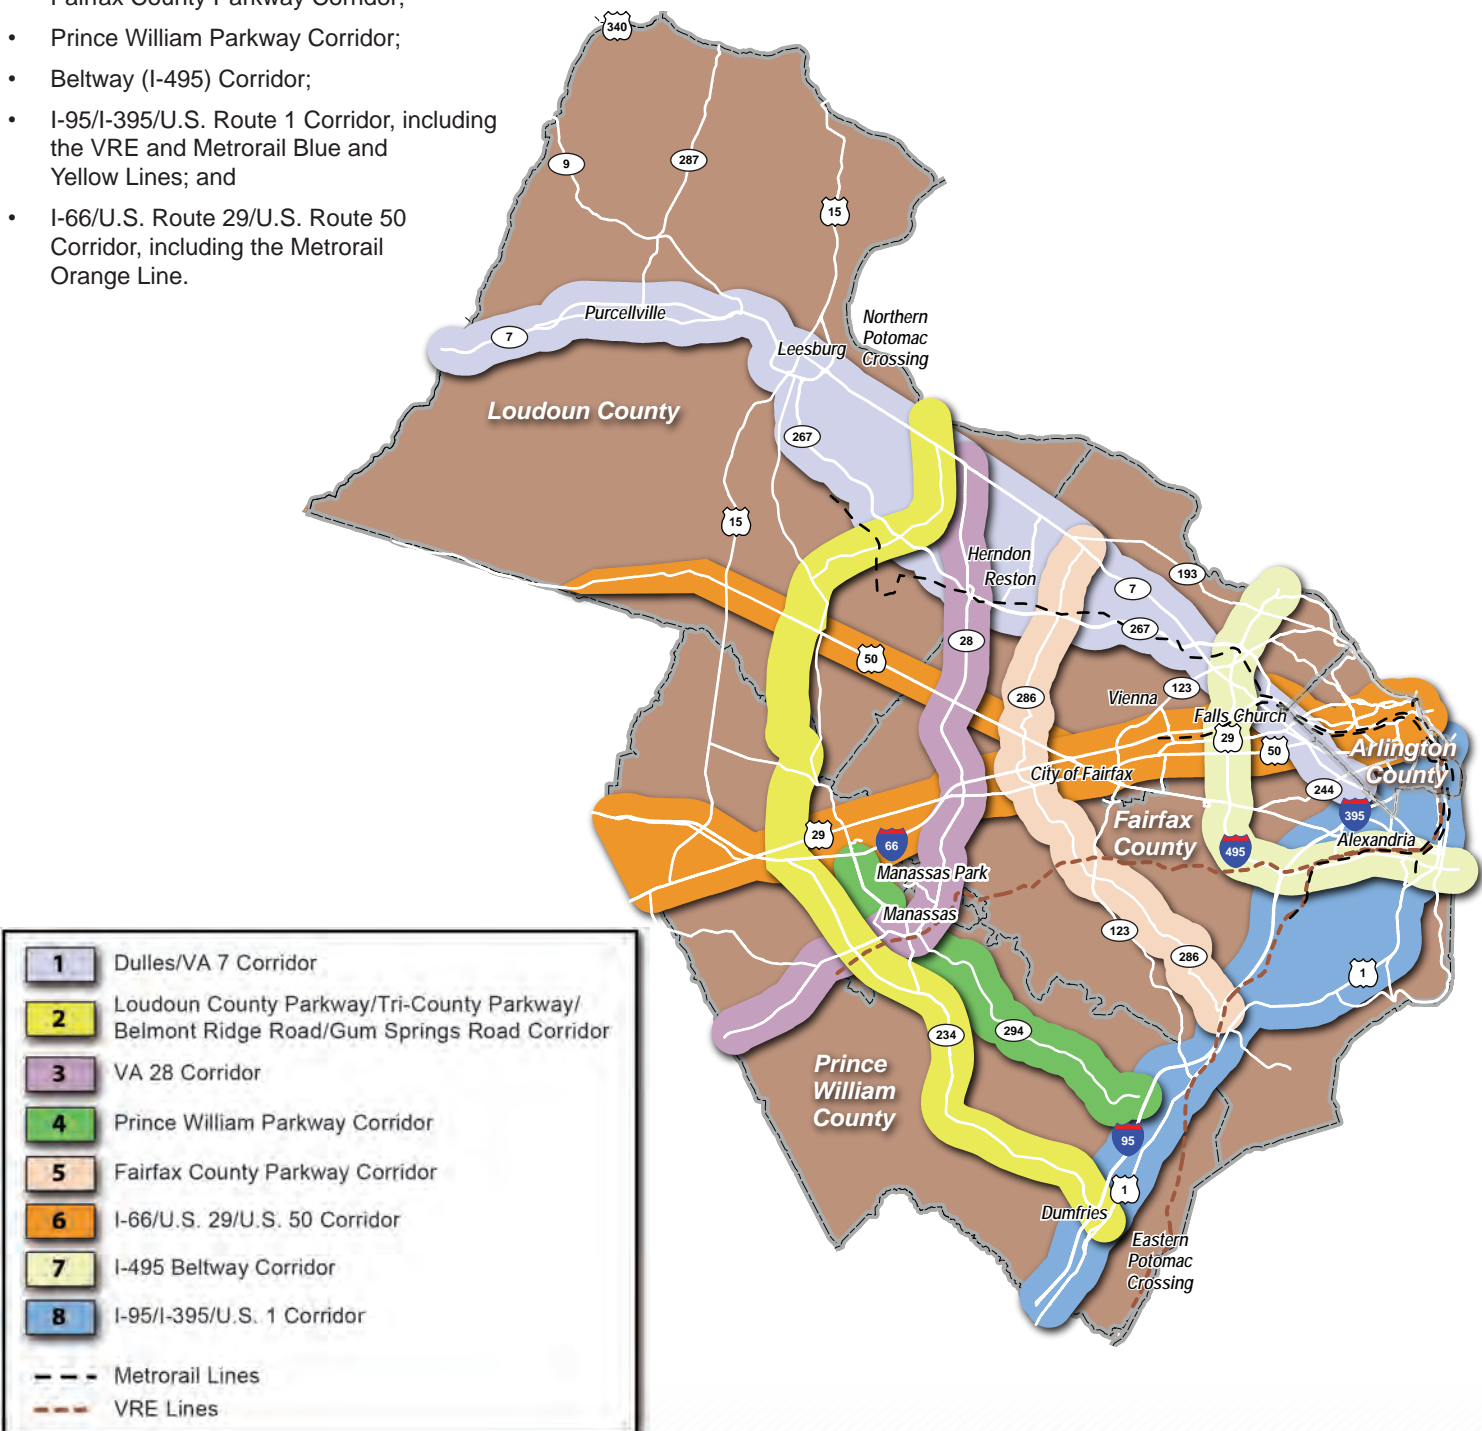 Fairfax County Parkway Corridor;
• Prince William Parkway Corridor;
• Beltway (I-495) Corridor;
• I-95/I-395/U.S. Route 1 Corridor, including
the VRE and Metrorail Blue and
Yellow Lines; and
• I-66/U.S. Route 29/U.S. Route 50
Corridor, including the Metrorail
Orange Line.
340
9
287
15
Purcellville
7
Leesburg
Northern
Potomac
Crossing
Loudoun County
267
15
Herndon
Reston
193
7
267
28
50
286
Vienna
123
Falls Church
29
50
Arlington
County
City of Fairfax
244
395
Fairfax
County
Alexandria
495
29
66
Manassas Park
Manassas
123
286
1
234
294
Prince
William
County
95
1
Dumfries
Eastern
Potomac
Crossing
1 Dulles/VA 7 Corridor
2 Loudoun County Parkway/Tri-County Parkway/
Belmont Ridge Road/Gum Springs Road Corridor
3 VA 28 Corridor
4 Prince William Parkway Corridor
5 Fairfax County Parkway Corridor
6 I-66/U.S. 29/U.S. 50 Corridor
7 I-495 Beltway Corridor
8 I-95/I-395/U.S. 1 Corridor
Metrorail Lines
VRE Lines